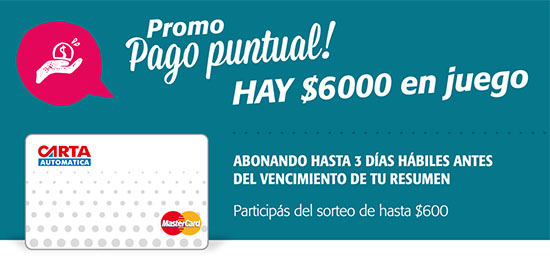 Promo
Pago puntual!
HAY $6000 en juego
CARTA
AUTOMATICA
MasterCard
ABONANDO HASTA 3 DÍAS HÁBILES ANTES
DEL VENCIMIENTO DE TU RESUMEN
Participás del sorteo de hasta $600